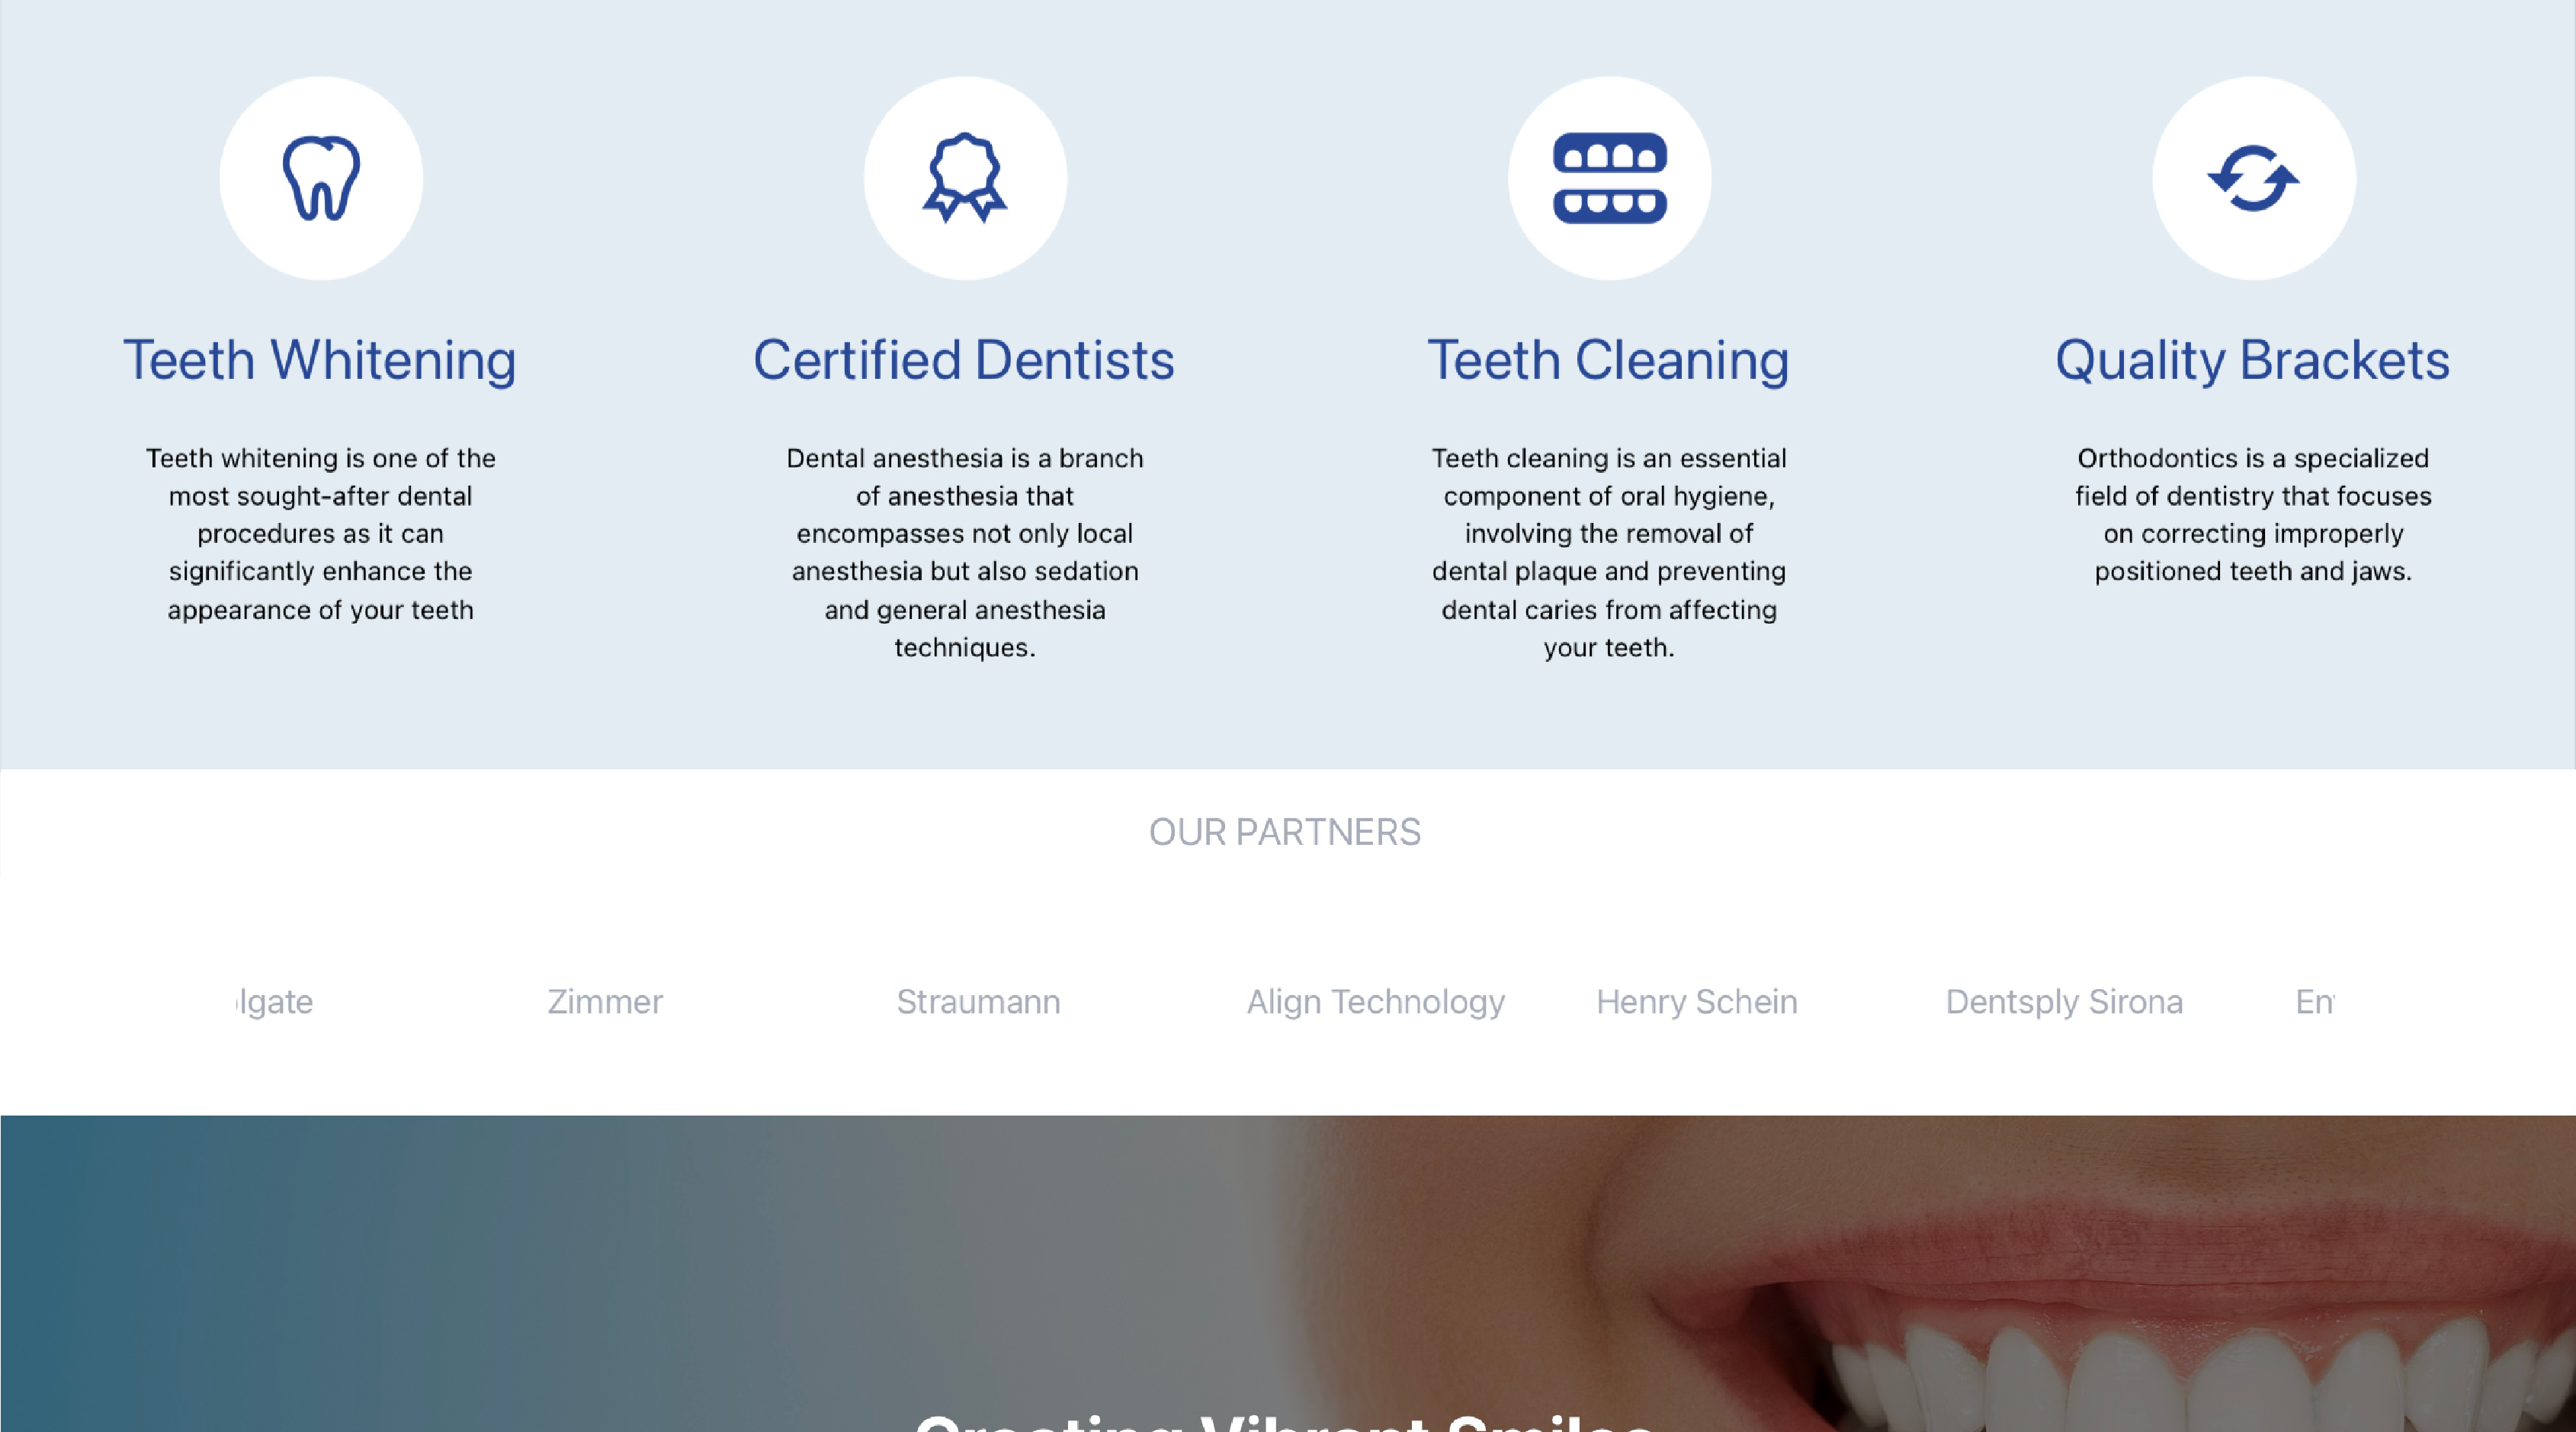 Teeth Whitening
Teeth whitening is one of the
most sought-after dental
procedures as it can
significantly enhance the
appearance of your teeth
Certified Dentists
Dental anesthesia is a branch
of anesthesia that
encompasses not only local
anesthesia but also sedation
and general anesthesia
techniques.
Teeth Cleaning
Teeth cleaning is an essential
component of oral hygiene,
involving the removal of
dental plaque and preventing
dental caries from affecting
your teeth.
Quality Brackets
Orthodontics is a specialized
field of dentistry that focuses
on correcting improperly
positioned teeth and jaws.
OUR PARTNERS
lgate
Zimmer
Straumann
Align Technology
Henry Schein
Dentsply Sirona
En
Creating Vibrant Smiles